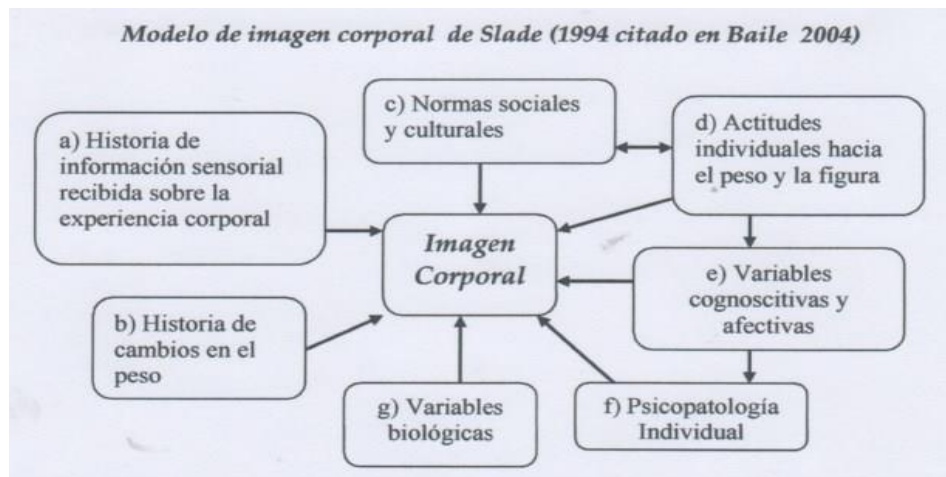 Modelo de imagen corporal de Slade (1994 citado en Baile 2004)
a) Historia de
información sensorial
recibida sobre la
experiencia corporal
b) Historia de
cambios en el
peso
c) Normas sociales
y culturales
d) Actitudes
individuales hacia
el peso y la figura
e) Variables
cognoscitivas y
afectivas
f) Psicopatología
Individual
g) Variables
biológicas
Imagen
Corporal